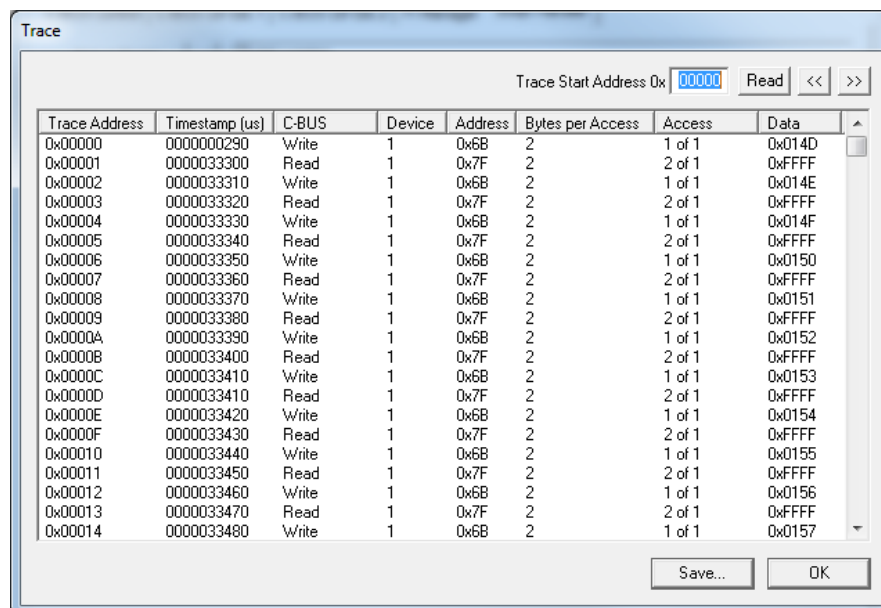 Trace
Trace Start Address 0x 00000 Read << >>
Trace Address Timestamp (us) C-BUS Device Address Bytes per Access Access Data
0x00000 0000000290 Write 1 0x6B 2 1 of 1 0x014D
0x00001 0000033300 Read 1 0x7F 2 2 of 1 0xFFFF
0x00002 0000033310 Write 1 0x6B 2 1 of 1 0x014E
0x00003 0000033320 Read 1 0x7F 2 2 of 1 0xFFFF
0x00004 0000033330 Write 1 0x6B 2 1 of 1 0x014F
0x00005 0000033340 Read 1 0x7F 2 2 of 1 0xFFFF
0x00006 0000033350 Write 1 0x6B 2 1 of 1 0x0150
0x00007 0000033360 Read 1 0x7F 2 2 of 1 0xFFFF
0x00008 0000033370 Write 1 0x6B 2 1 of 1 0x0151
0x00009 0000033380 Read 1 0x7F 2 2 of 1 0xFFFF
0x0000A 0000033390 Write 1 0x6B 2 1 of 1 0x0152
0x0000B 0000033400 Read 1 0x7F 2 2 of 1 0xFFFF
0x0000C 0000033410 Write 1 0x6B 2 1 of 1 0x0153
0x0000D 0000033410 Read 1 0x7F 2 2 of 1 0xFFFF
0x0000E 0000033420 Write 1 0x6B 2 1 of 1 0x0154
0x0000F 0000033430 Read 1 0x7F 2 2 of 1 0xFFFF
0x00010 0000033440 Write 1 0x6B 2 1 of 1 0x0155
0x00011 0000033450 Read 1 0x7F 2 2 of 1 0xFFFF
0x00012 0000033460 Write 1 0x6B 2 1 of 1 0x0156
0x00013 0000033470 Read 1 0x7F 2 2 of 1 0xFFFF
0x00014 0000033480 Write 1 0x6B 2 1 of 1 0x0157
Save... OK